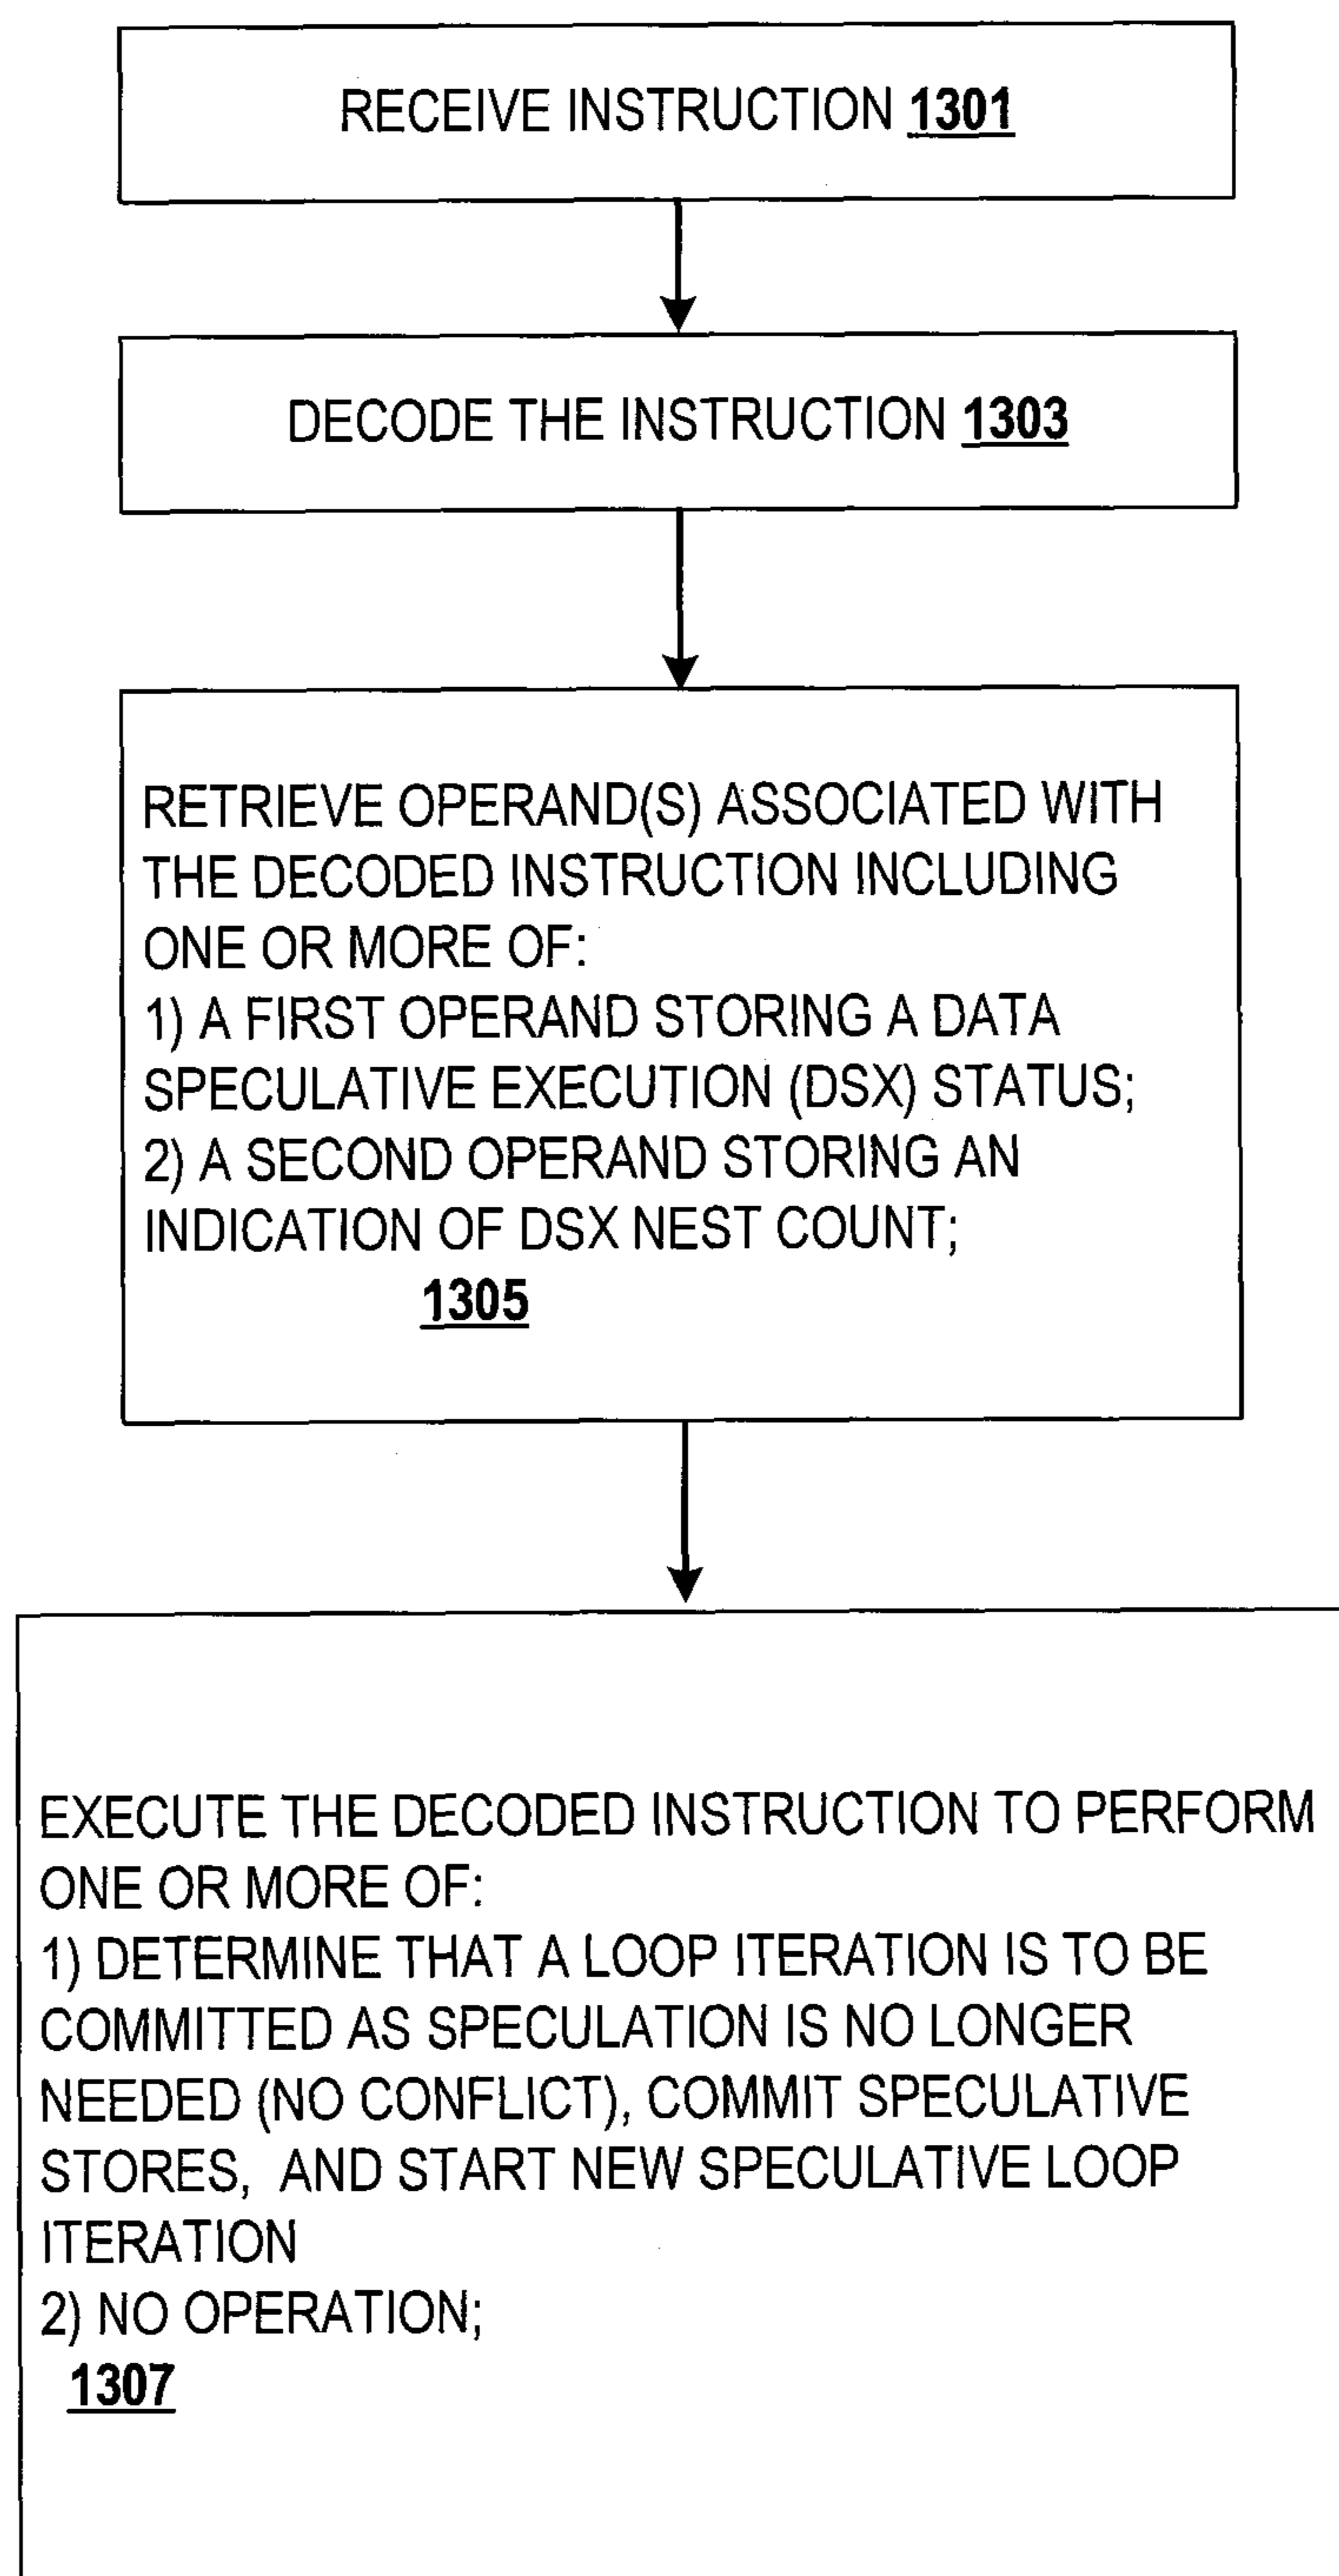 RECEIVE INSTRUCTION 1301
DECODE THE INSTRUCTION 1303
RETRIEVE OPERAND(S) ASSOCIATED WITH
THE DECODED INSTRUCTION INCLUDING
ONE OR MORE OF:
1) A FIRST OPERAND STORING A DATA
SPECULATIVE EXECUTION (DSX) STATUS;
2) A SECOND OPERAND STORING AN
INDICATION OF DSX NEST COUNT;
1305
EXECUTE THE DECODED INSTRUCTION TO PERFORM
ONE OR MORE OF:
1) DETERMINE THAT A LOOP ITERATION IS TO BE
COMMITTED AS SPECULATION IS NO LONGER
NEEDED (NO CONFLICT), COMMIT SPECULATIVE
STORES, AND START NEW SPECULATIVE LOOP
ITERATION
2) NO OPERATION;
1307